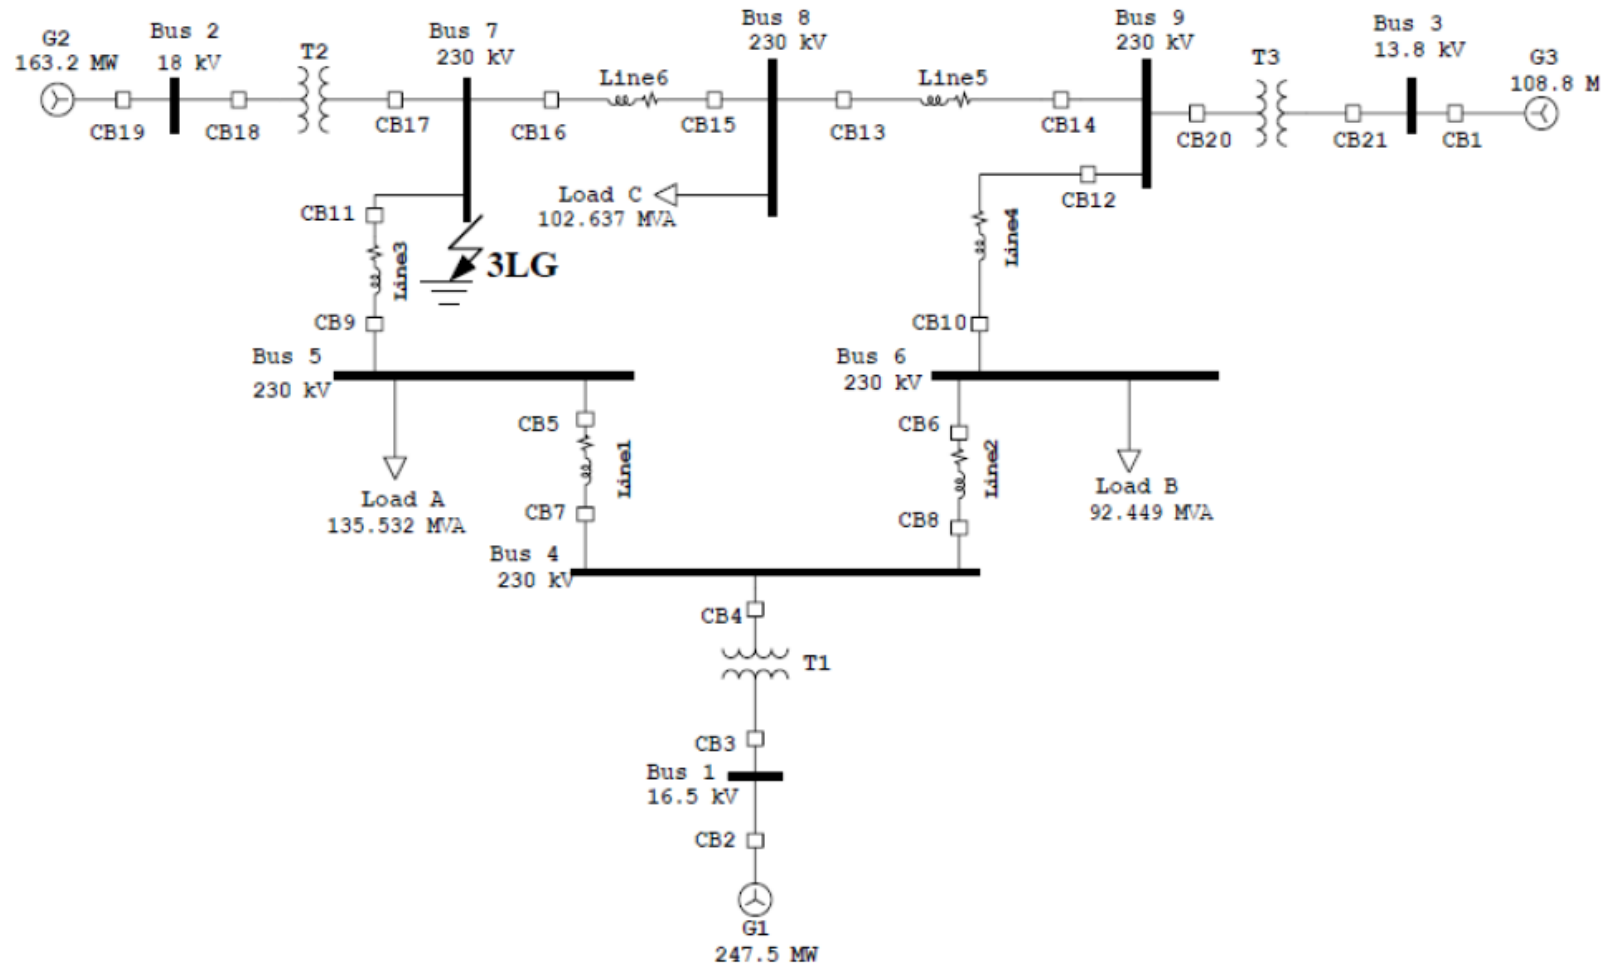 G2
163.2 MW
Bus 2
18 kV
T2
Bus 7
230 kV
Line6
Bus 8
230 kV
Line5
Bus 9
230 kV
T3
Bus 3
13.8 kV
G3
108.8 M
CB19
CB18
CB17
CB16
CB15
CB13
CB14
CB20
CB21
CB1
CB11
Load C
102.637 MVA
CB12
Line3
3LG
Line4
CB9
CB10
Bus 5
230 kV
Bus 6
230 kV
CB5
Line1
CB6
Line2
Load A
135.532 MVA
Load B
92.449 MVA
CB7
CB8
Bus 4
230 kV
CB4
T1
CB3
Bus 1
16.5 kV
CB2
G1
247.5 MW